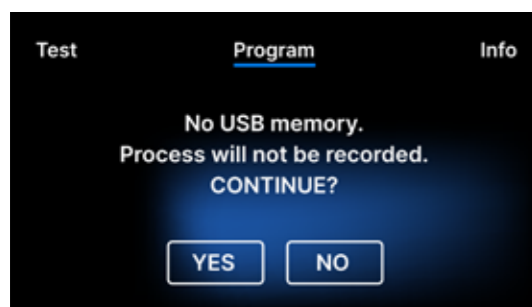 Test Program Info
No USB memory.
Process will not be recorded.
CONTINUE?
YES NO